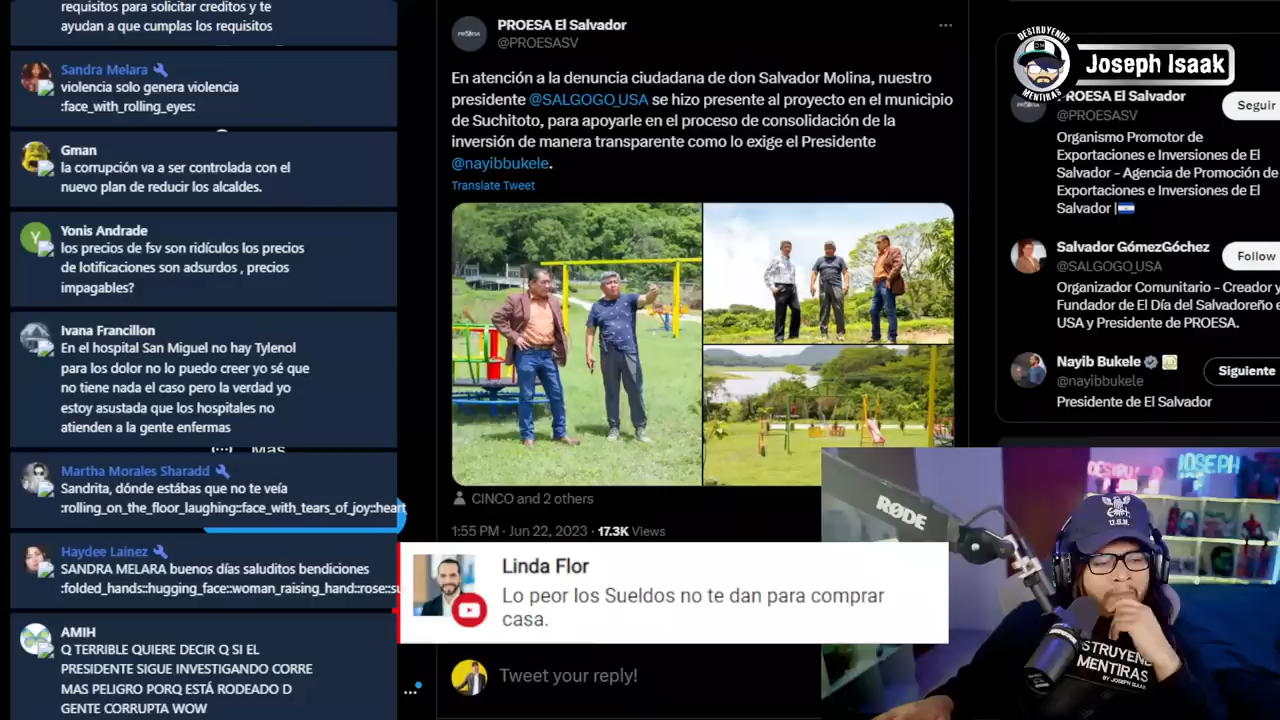 requisitos para solicitar creditos y te
ayudan a que cumplas los requisitos
Sandra Melara
violencia solo genera violencia
:face_with_rolling_eyes:
Gman
la corrupción va a ser controlada con el
nuevo plan de reducir los alcaldes.
Y
Yonis Andrade
los precios de fsv son ridículos los precios
de lotificaciones son adsurdos , precios
impagables?
Ivana Francillon
En el hospital San Miguel no hay Tylenol
para los dolor no lo puedo creer yo sé que
no tiene nada el caso pero la verdad yo
estoy asustada que los hospitales no
atienden a la gente enfermas
Más
Martha Morales Sharadd
Sandrita, dónde estábas que no te veía
:rolling_on_the_floor_laughing::face_with_tears_of_joy::heart
Haydee Lainez
SANDRA MELARA buenos días saluditos bendiciones
:folded_hands::hugging_face::woman_raising_hand::rose::su
AMIH
Q TERRIBLE QUIERE DECIR Q SI EL
PRESIDENTE SIGUE INVESTIGANDO CORRE
MAS PELIGRO PORQ ESTÁ RODEADO D
GENTE CORRUPTA WOW
PROESA El Salvador
@PROESASV
En atención a la denuncia ciudadana de don Salvador Molina, nuestro
presidente @SALGOGO_USA se hizo presente al proyecto en el municipio
de Suchitoto, para apoyarle en el proceso de consolidación de la
inversión de manera transparente como lo exige el Presidente
@nayibbukele.
Translate Tweet
CINCO and 2 others
1:55 PM · Jun 22, 2023 · 17.3K Views
Linda Flor
Lo peor los Sueldos no te dan para comprar
casa.
Tweet your reply!
DESTRUYENDO
MENTIRAS
Joseph Isaak
PROESA El Salvador
@PROESASV
Seguir
Organismo Promotor de
Exportaciones e Inversiones de El
Salvador - Agencia de Promoción de
Exportaciones e Inversiones de El
Salvador |
Salvador GómezGóchez
@SALGOGO_USA
Follow
Organizador Comunitario - Creador y
Fundador de El Día del Salvadoreño e
USA y Presidente de PROESA.
Nayib Bukele
@nayibbukele
Siguiente
Presidente de El Salvador
RØDE
JOSEPH
STRUYEN
MENTIRAS
BY JOSEPH ISAAK